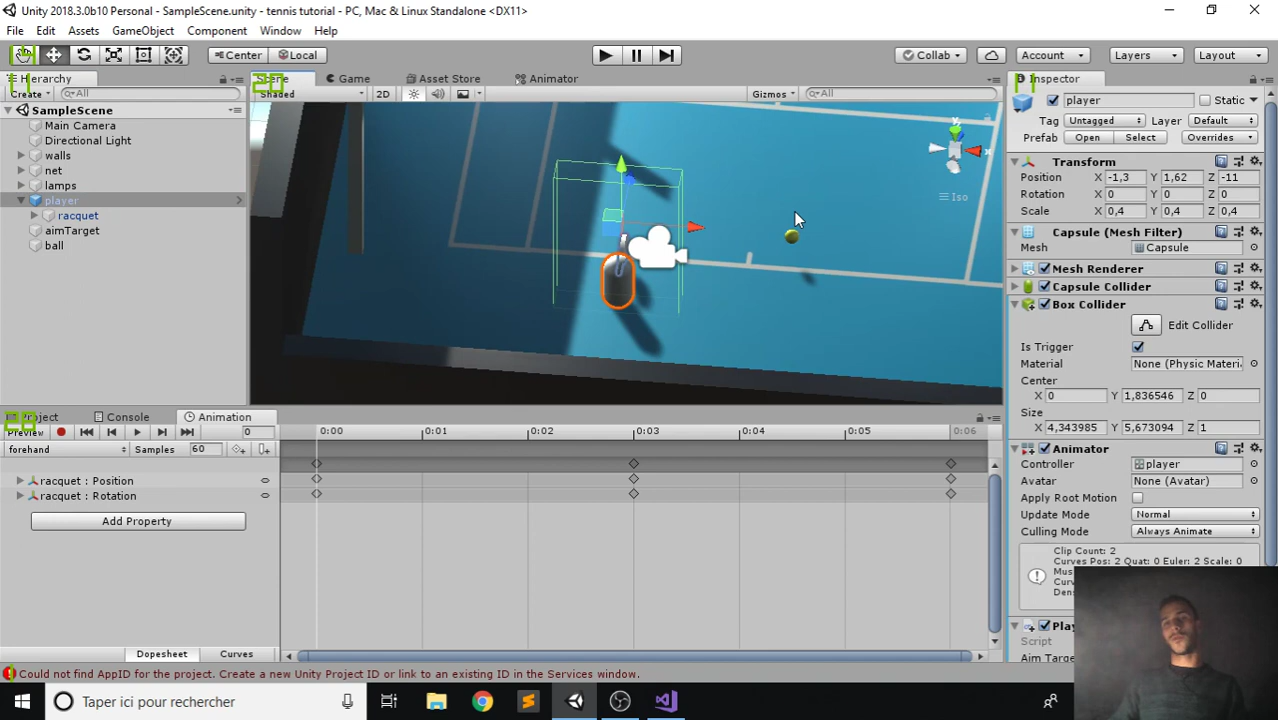 Unity 2018.3.0b10 Personal - SampleScene.unity - tennis tutorial - PC, Mac & Linux Standalone <DX11>
File Edit Assets GameObject Component Window Help
Center Local Collab Account Layers Layout
Hierarchy Scene Game Asset Store Animator Inspector
Create All Shaded 2D Gizmos All
player Static
SampleScene
Main Camera
Directional Light
walls
net
lamps
player
racquet
aimTarget
ball
y
x
Iso
Tag Untagged Layer Default
Prefab Open Select Overrides
Transform
Position X -1,3 Y 1,62 Z -11
Rotation X 0 Y 0 Z 0
Scale X 0,4 Y 0,4 Z 0,4
Capsule (Mesh Filter)
Mesh Capsule
Mesh Renderer
Capsule Collider
Box Collider
Edit Collider
Is Trigger
Material None (Physic Materi
Center
X 0 Y 1,836546 Z 0
Size
X 4,343985 Y 5,673094 Z 1
Animator
Controller player
Avatar None (Avatar)
Apply Root Motion
Update Mode Normal
Culling Mode Always Animate
Clip Count: 2
Curves Pos: 2 Quat: 0 Euler: 2 Scale: 0
Script
Project Console Animation
Preview 0 0:00 0:01 0:02 0:03 0:04 0:05 0:06
forehand Samples 60
racquet : Position
racquet : Rotation
Add Property
Dopesheet Curves
Could not find AppID for the project. Create a new Unity Project ID or link to an existing ID in the Services window.
Taper ici pour rechercher